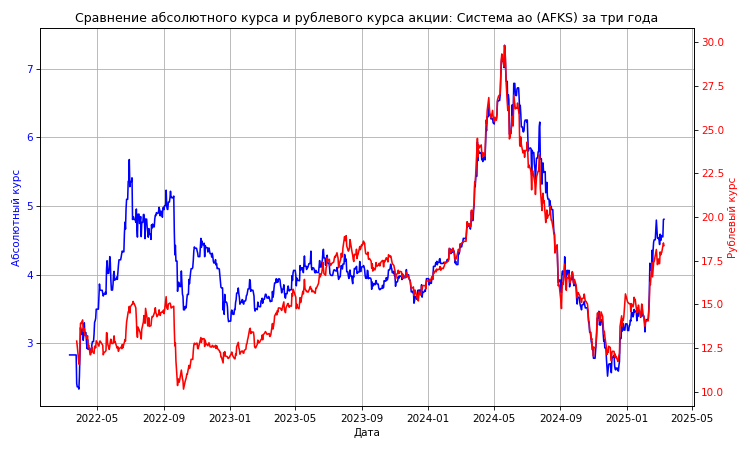 Сравнение абсолютного курса и рублевого курса акции: Система ао (AFKS) за три года
Абсолютный курс
7
6
5
4
3
30.0
27.5
25.0
22.5
20.0
17.5
15.0
12.5
10.0
Рублевый курс
2022-05 2022-09 2023-01 2023-05 2023-09 2024-01 2024-05 2024-09 2025-01 2025-05
Дата